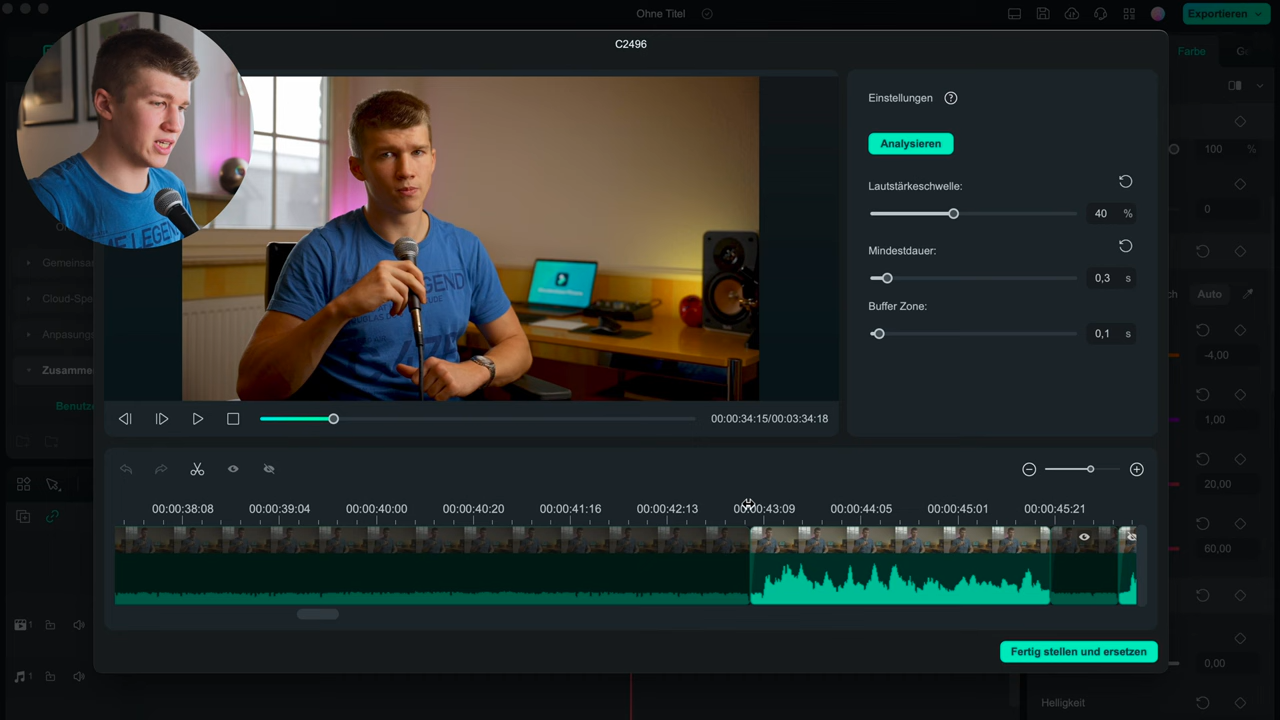 Ohne Titel
Exportieren
C2496
Farbe
Einstellungen
Analysieren
Lautstärkeschwelle:
40 %
Mindestdauer:
0,3 s
Buffer Zone:
0,1 s
00:00:34:15/00:03:34:18
00:00:38:08 00:00:39:04 00:00:40:00 00:00:40:20 00:00:41:16 00:00:42:13 00:00:43:09 00:00:44:05 00:00:45:01 00:00:45:21
Fertig stellen und ersetzen
Gemeinsa
Cloud-Spe
Anpasung
Zusamme
Benutze
100 %
0
Auto
-4,00
1,00
20,00
60,00
0,00
Helligkeit
1
1